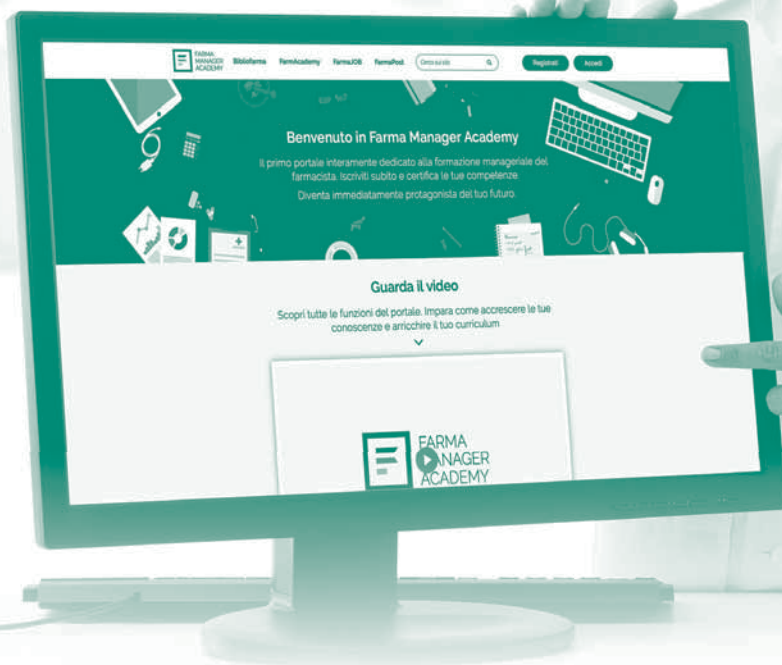 FARMA
MANAGER
ACADEMY
Bibliofarma FarmAcademy FarmaJOB FarmaPost Cerca sul sito Registrati Accedi
Benvenuto in Farma Manager Academy
Il primo portale interamente dedicato alla formazione manageriale del
farmacista. Iscriviti subito e certifica le tue competenze.
Diventa immediatamente protagonista del tuo futuro.
Guarda il video
Scopri tutte le funzioni del portale. Impara come accrescere le tue
conoscenze e arricchire il tuo curriculum
FARMA
MANAGER
ACADEMY